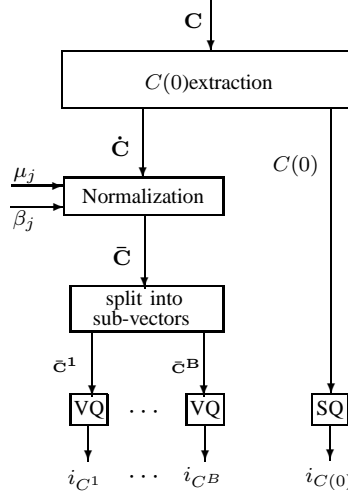 C
C(0)extraction
Ċ
C(0)
μ_j
Normalization
β_j
C̄
split into
sub-vectors
c̄¹ c̄ᴮ
VQ ... VQ SQ
i_{C¹} ... i_{Cᴮ} i_{C(0)}